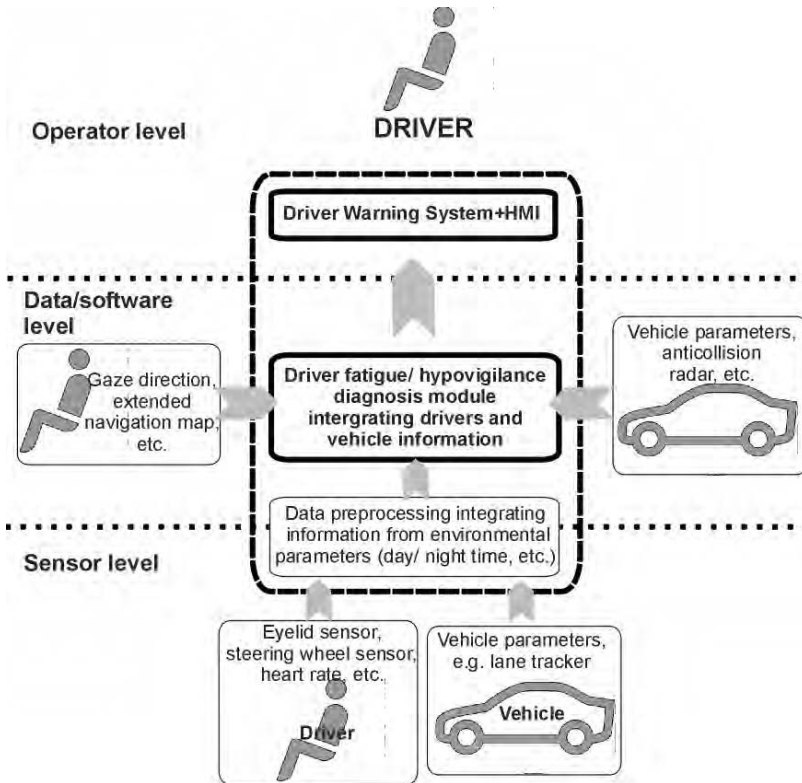 Operator level
DRIVER
Driver Warning System+HMI
Data/software
level
Gaze direction,
extended
navigation map,
etc.
Driver fatigue/ hypovigilance
diagnosis module
intergrating drivers and
vehicle information
Vehicle parameters,
anticollision
radar, etc.
Data preprocessing integrating
information from environmental
parameters (day/ night time, etc.)
Sensor level
Eyelid sensor,
steering wheel sensor,
heart rate, etc.
Driver
Vehicle parameters,
e.g. lane tracker
Vehicle